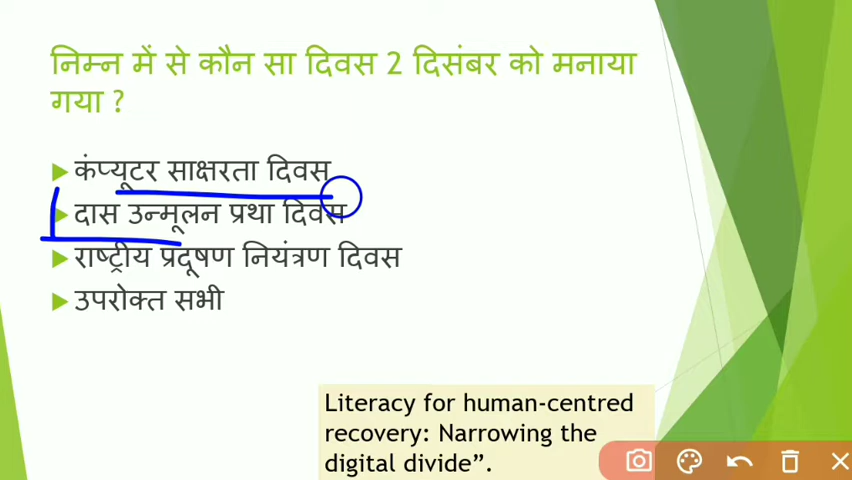 निम्न में से कौन सा दिवस 2 दिसंबर को मनाया
गया ?
कंप्यूटर साक्षरता दिवस
दास उन्मूलन प्रथा दिवस
राष्ट्रीय प्रदूषण नियंत्रण दिवस
उपरोक्त सभी
Literacy for human-centred
recovery: Narrowing the
digital divide”.